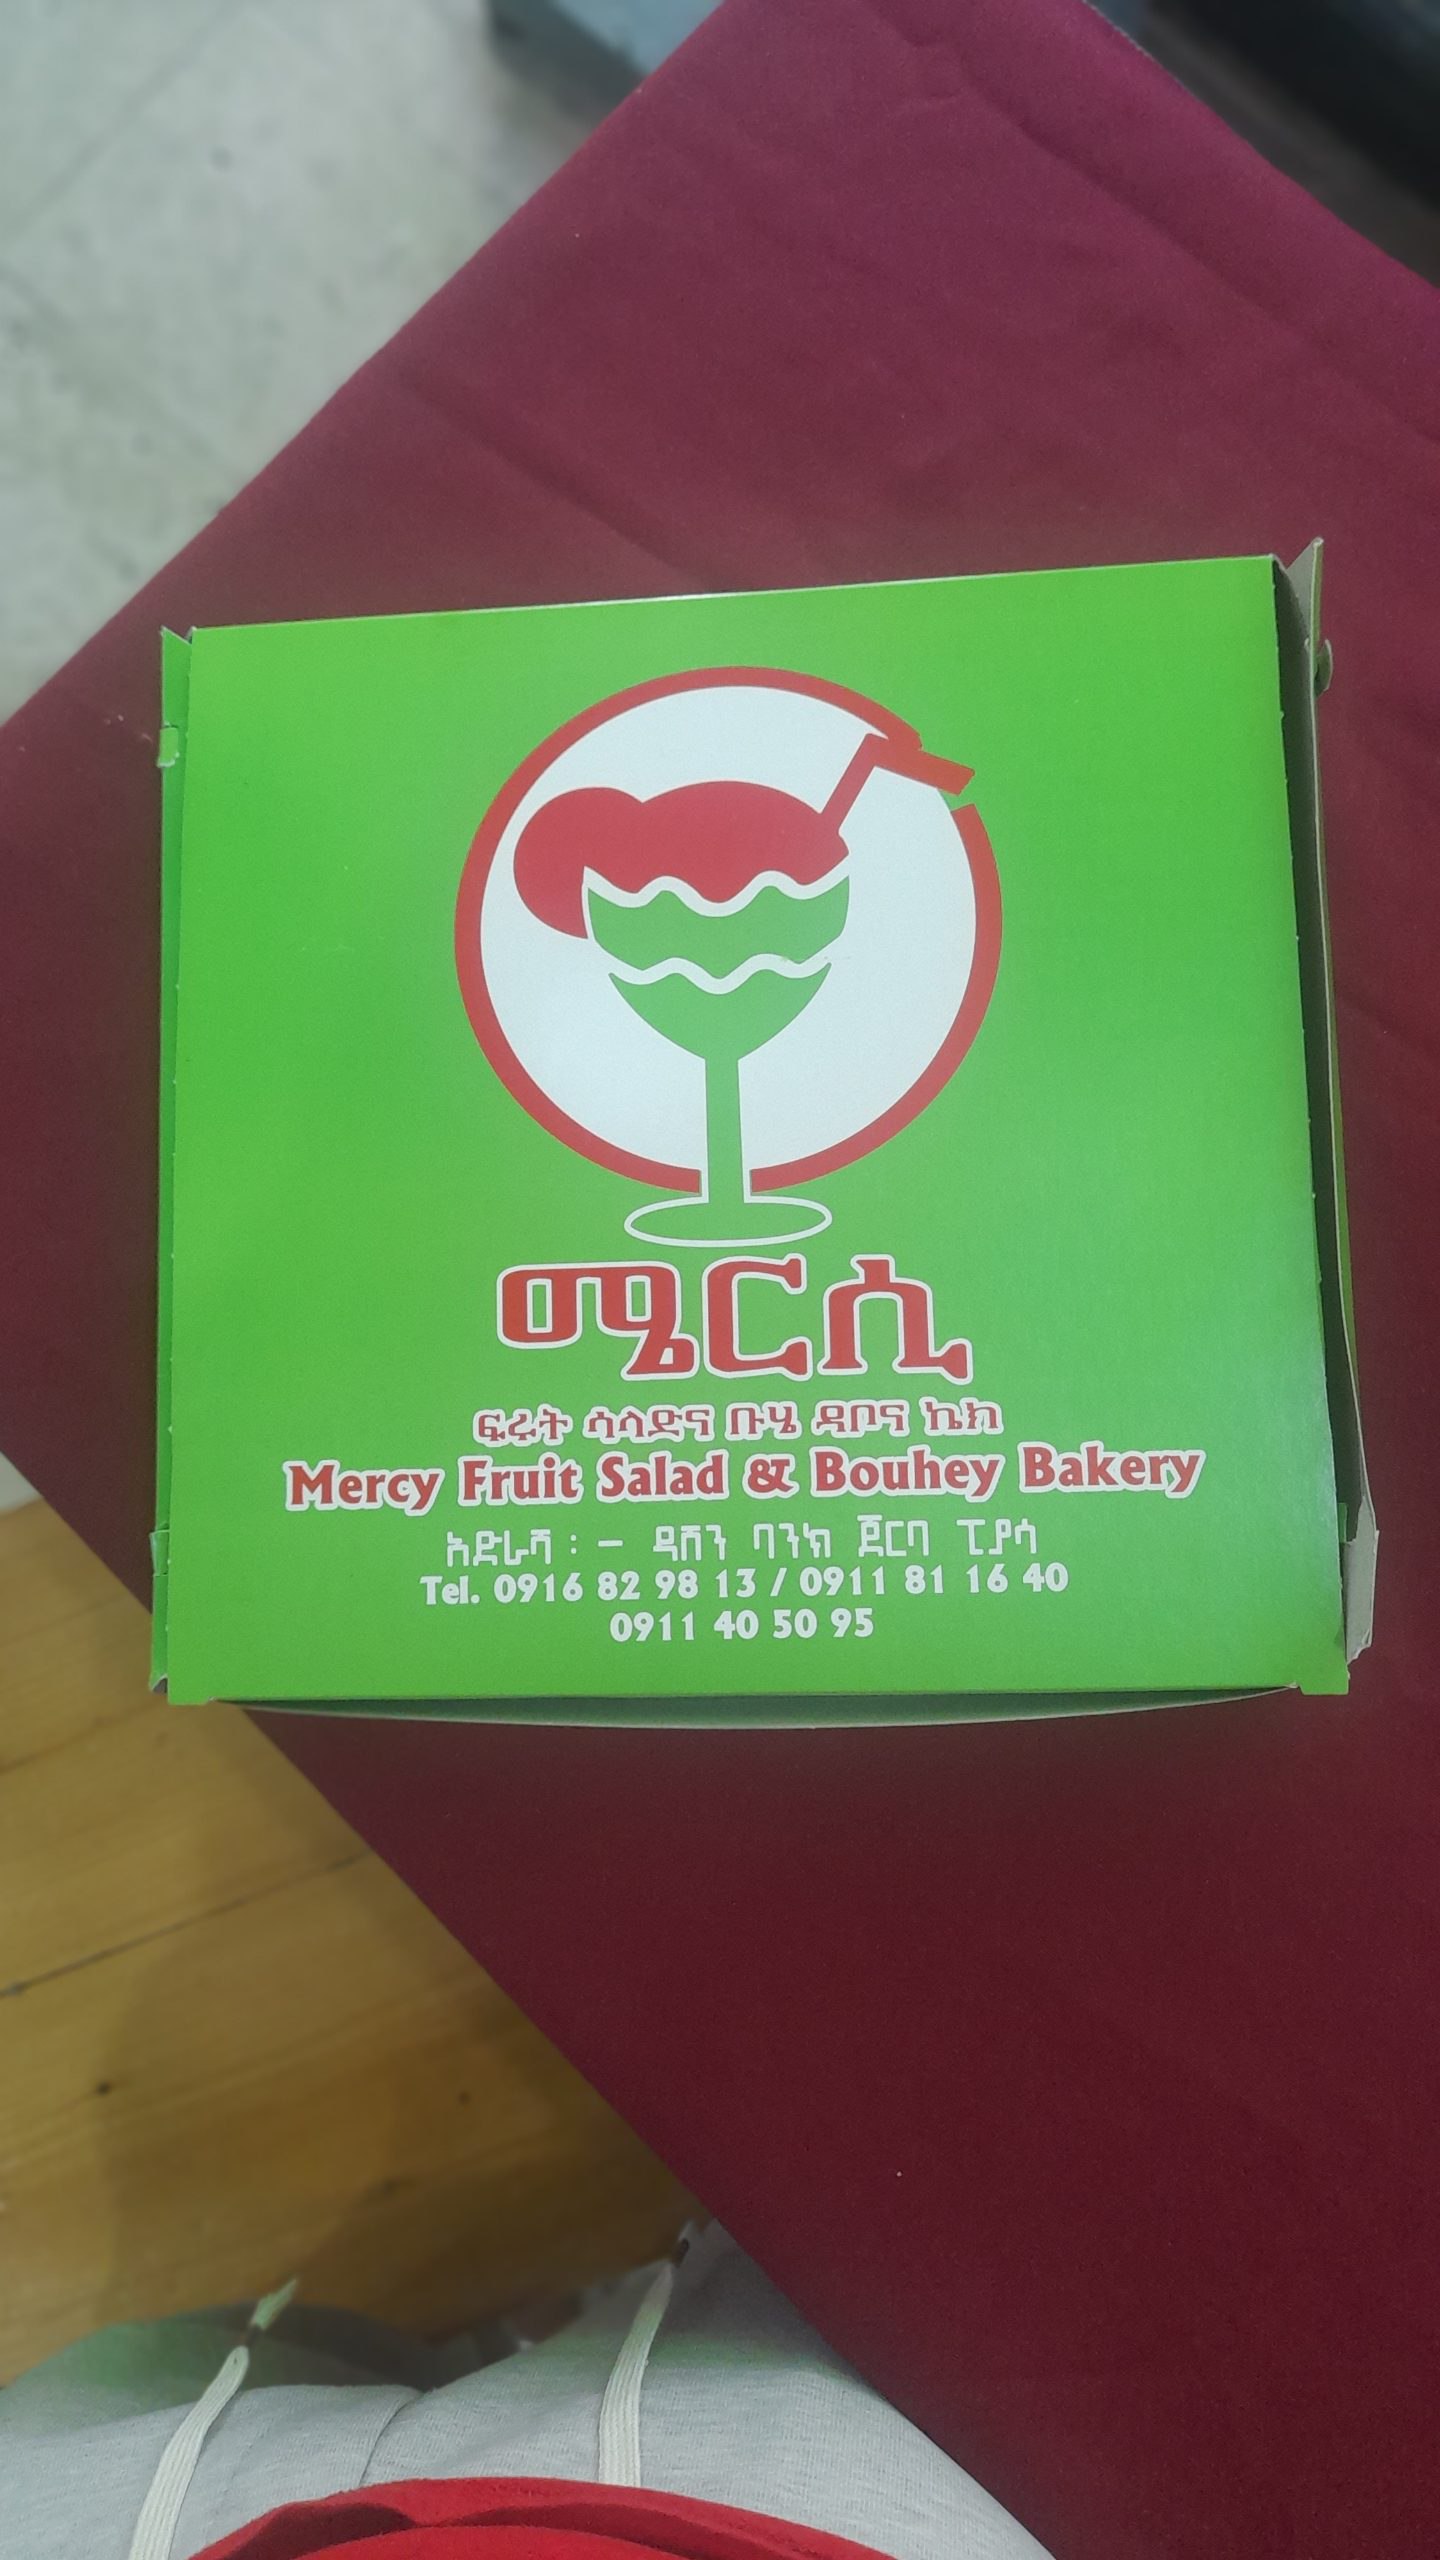 ሜርሲ
ፍሩት ሳላድና ቡሄ ዳቦና ኬክ
Mercy Fruit Salad & Bouhey Bakery
አድራሻ ፡ – ዳሸን ባንክ ጀርባ ፒያሳ
Tel. 0916 82 98 13 / 0911 81 16 40
0911 40 50 95